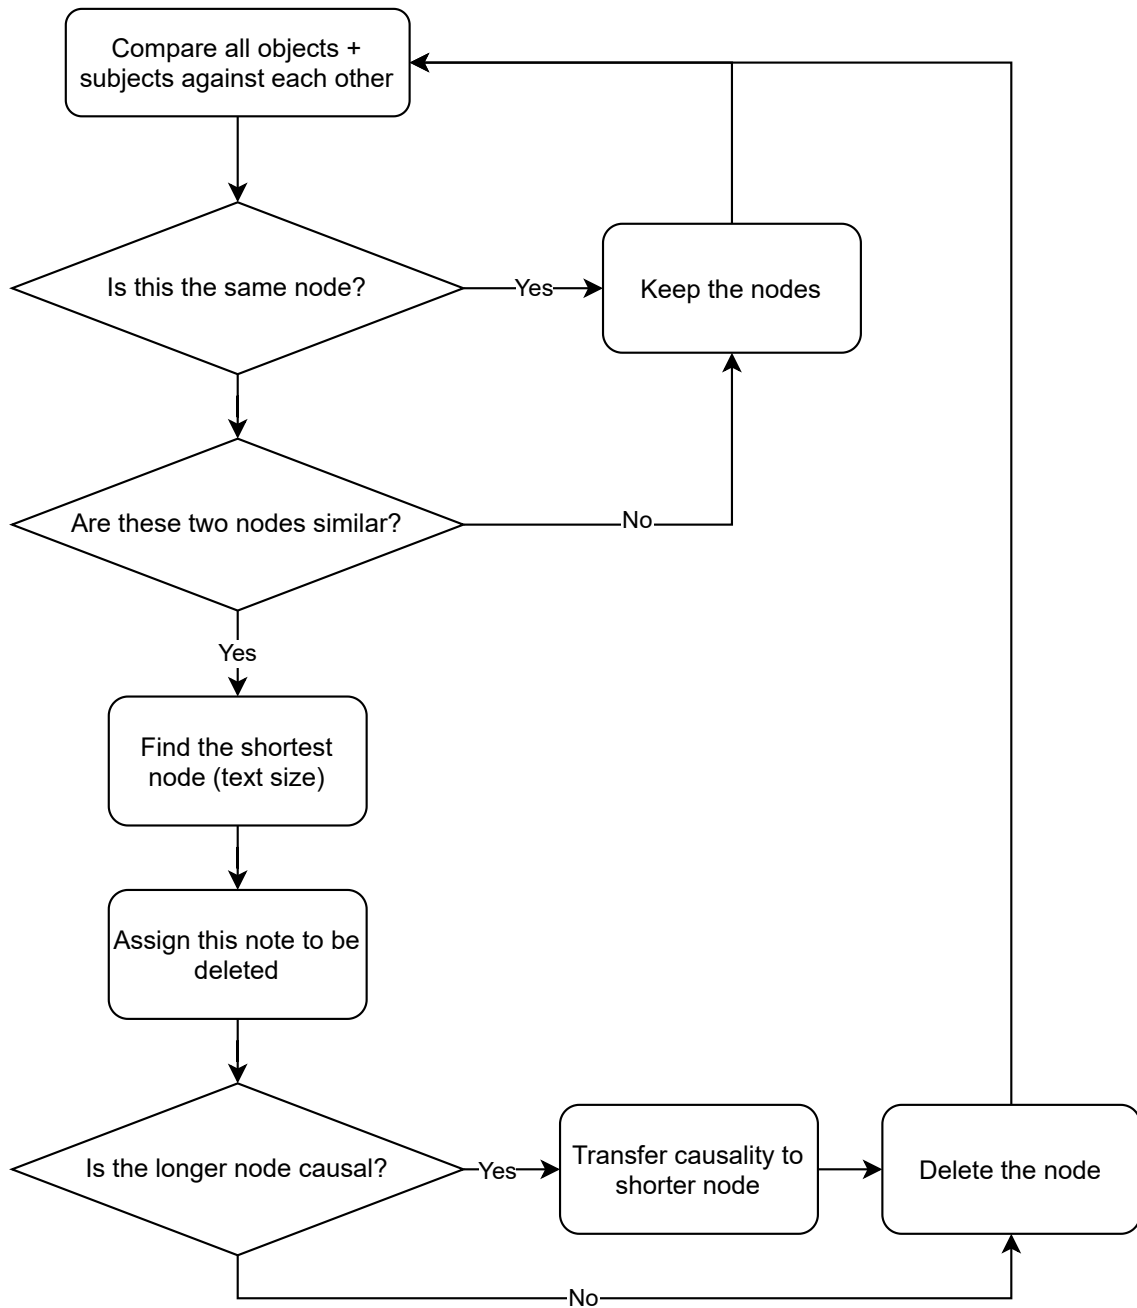 Compare all objects +
subjects against each other
Is this the same node?
Yes
Keep the nodes
Are these two nodes similar?
No
Yes
Find the shortest
node (text size)
Assign this note to be
deleted
Is the longer node causal?
Yes
Transfer causality to
shorter node
Delete the node
No